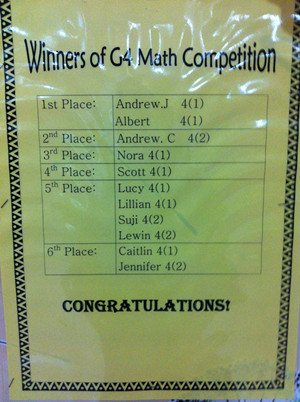 Winners of G4 Math Competition
1st Place: Andrew.J 4(1)
Albert 4(1)
2nd Place: Andrew. C 4(2)
3rd Place: Nora 4(1)
4th Place: Scott 4(1)
5th Place: Lucy 4(1)
Lillian 4(1)
Suji 4(2)
Lewin 4(2)
6th Place: Caitlin 4(1)
Jennifer 4(2)
CONGRATULATIONS!